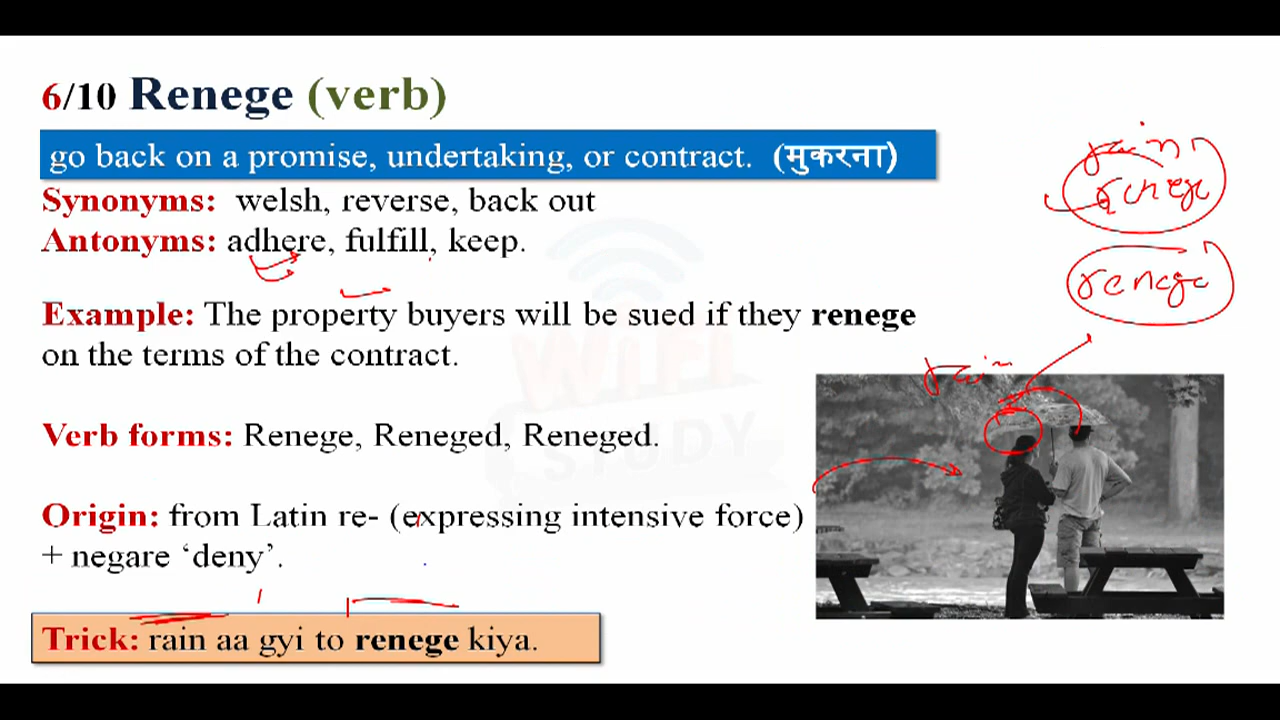 6/10 Renege (verb)
go back on a promise, undertaking, or contract. (मुकरना)
Synonyms: welsh, reverse, back out
Antonyms: adhere, fulfill, keep.
Example: The property buyers will be sued if they renege
on the terms of the contract.
Verb forms: Renege, Reneged, Reneged.
Origin: from Latin re- (expressing intensive force)
+ negare ‘deny’.
Trick: rain aa gyi to renege kiya.
rain
renege
renege
rain
WiFi
STUDY